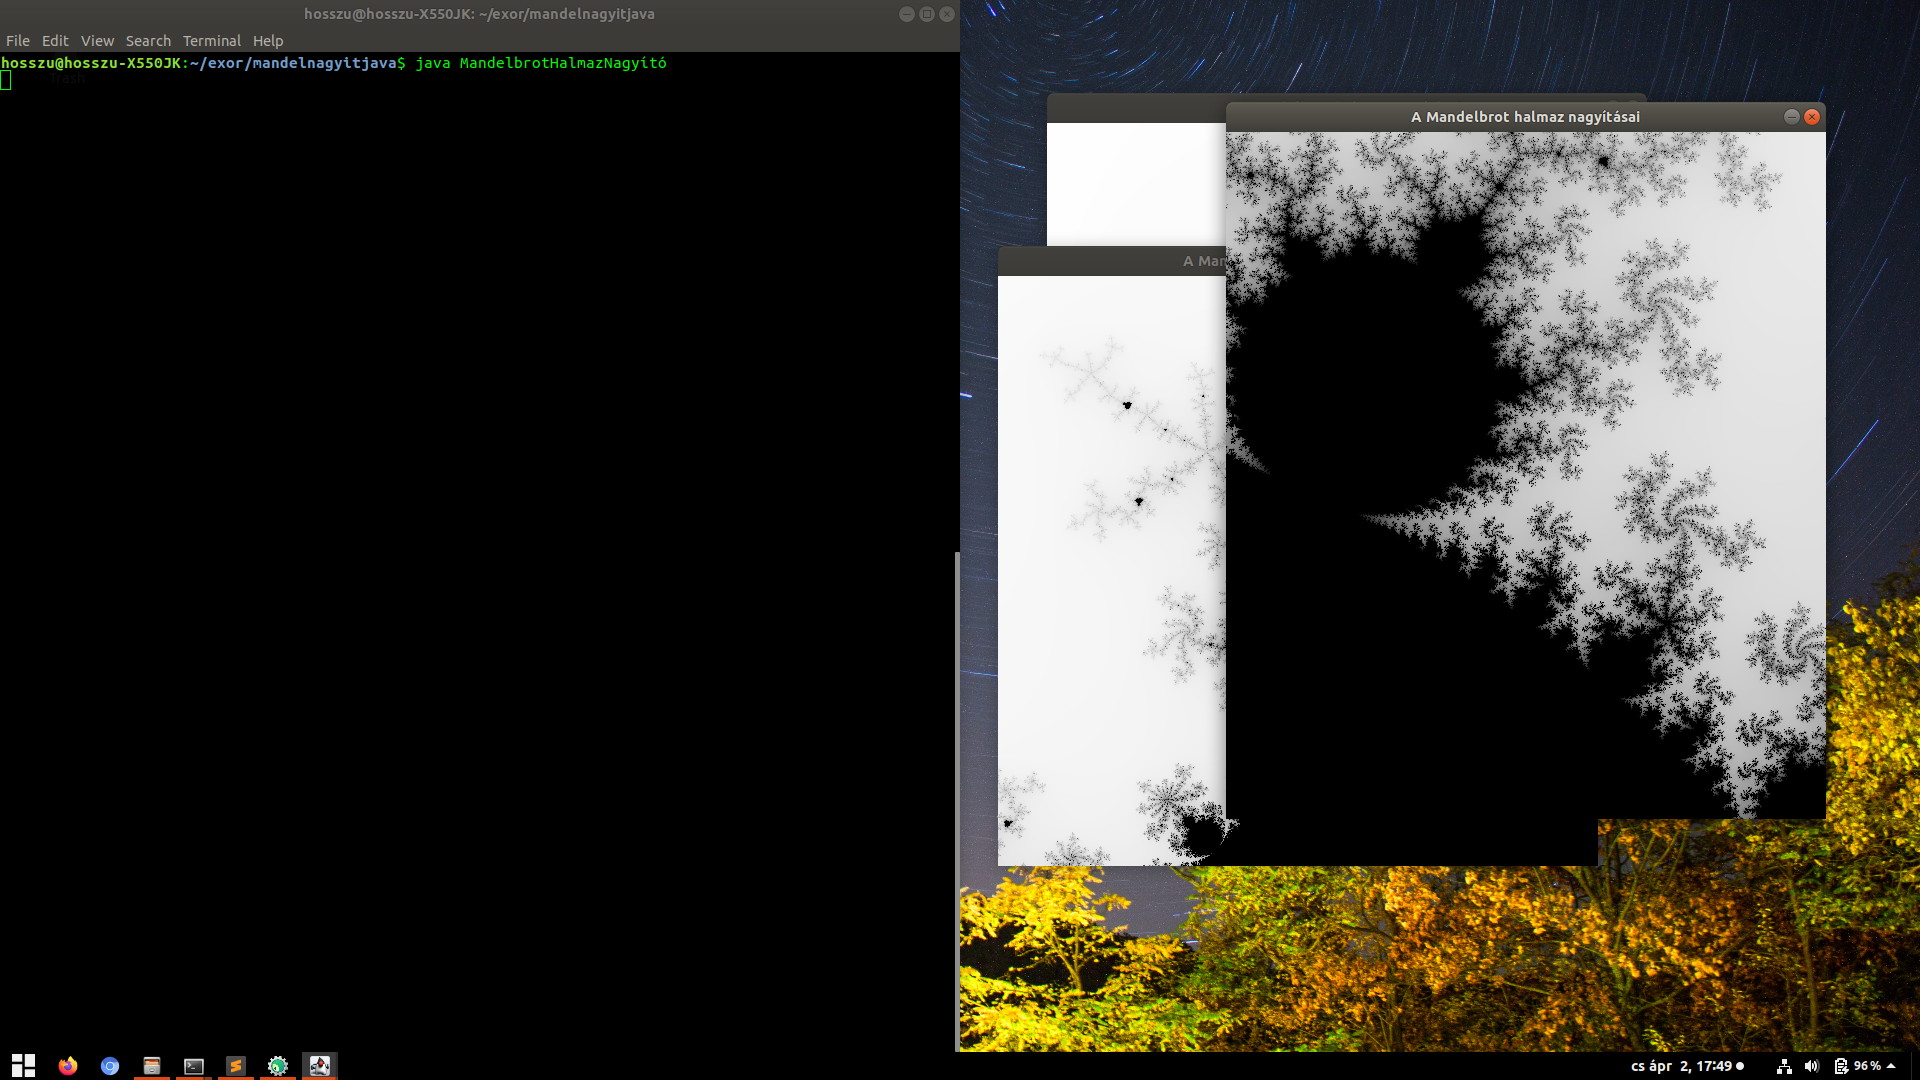 hosszu@hosszu-X550JK: ~/exor/mandelnagyitjava
File Edit View Search Terminal Help
hosszu@hosszu-X550JK:~/exor/mandelnagyitjava$ java MandelbrotHalmazNagyító
Trash
A Mandelbrot halmaz nagyításai
A Man
cs ápr 2, 17:49
96%